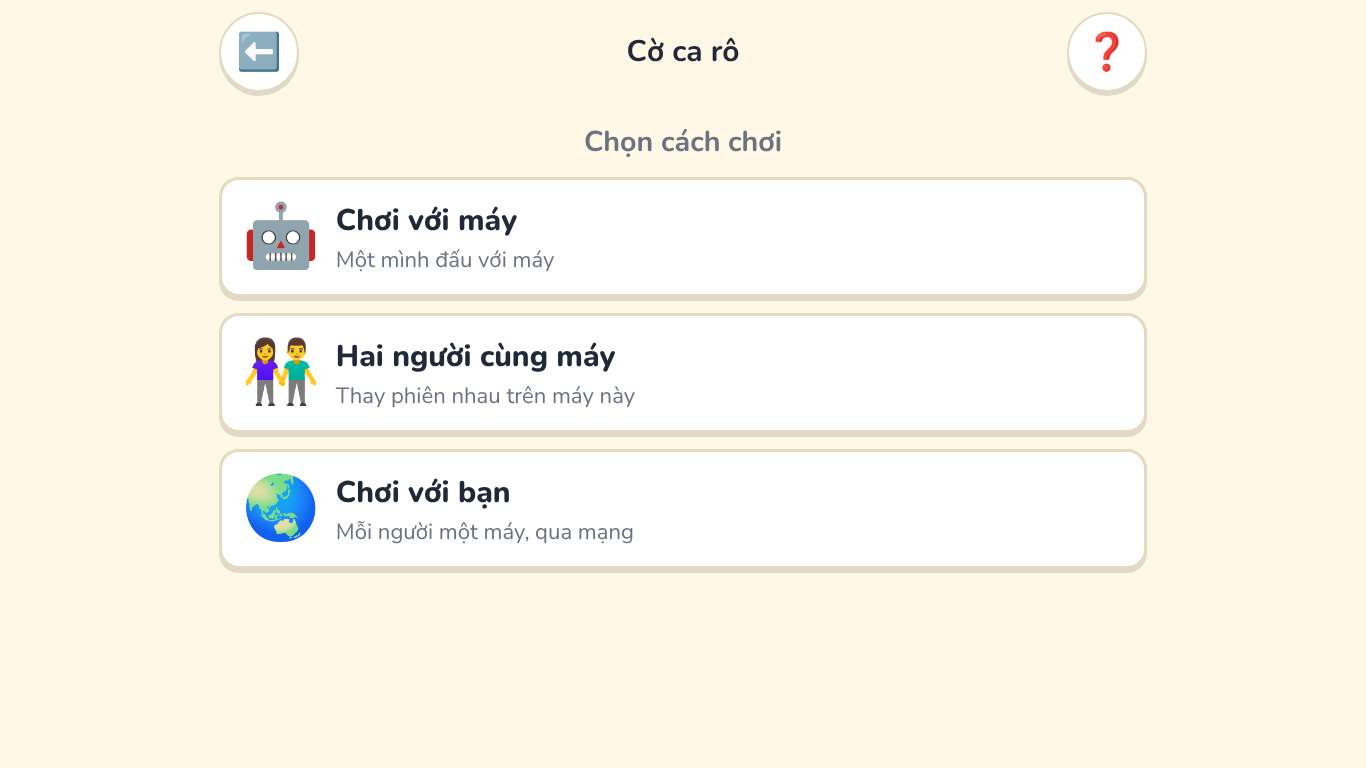 Cờ ca rô
Chọn cách chơi
Chơi với máy
Một mình đấu với máy
Hai người cùng máy
Thay phiên nhau trên máy này
Chơi với bạn
Mỗi người một máy, qua mạng